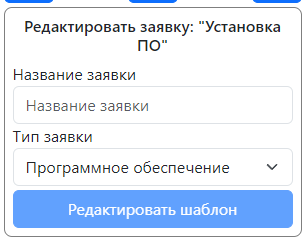 Редактировать заявку: "Установка
ПО"
Название заявки
Название заявки
Тип заявки
Программное обеспечение
Редактировать шаблон